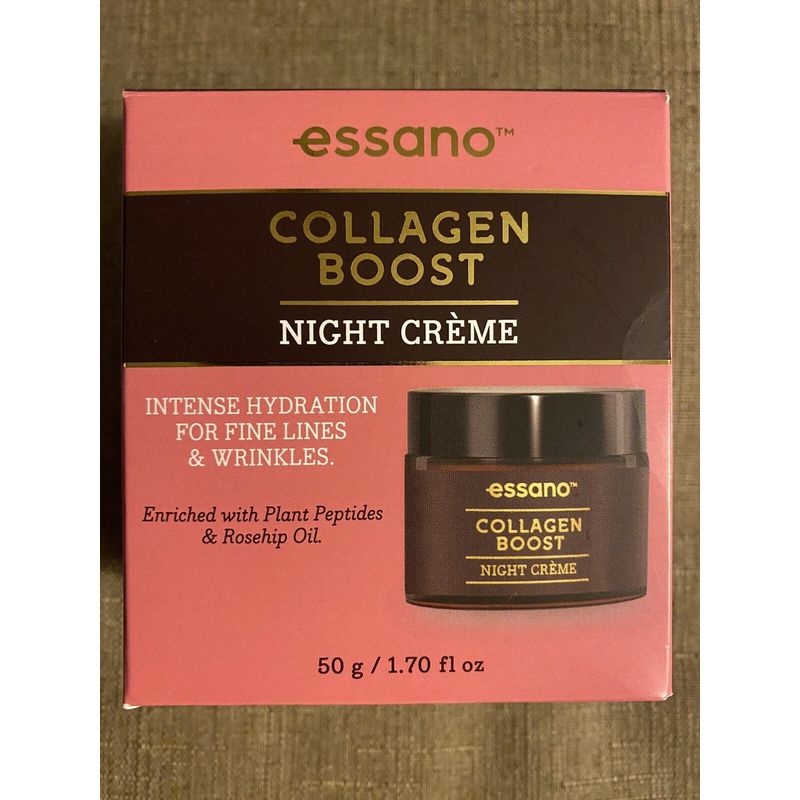 essano™
COLLAGEN
BOOST
NIGHT CRÈME
INTENSE HYDRATION
FOR FINE LINES
& WRINKLES.
Enriched with Plant Peptides
& Rosehip Oil.
essano™
COLLAGEN
BOOST
NIGHT CRÈME
50 g / 1.70 fl oz